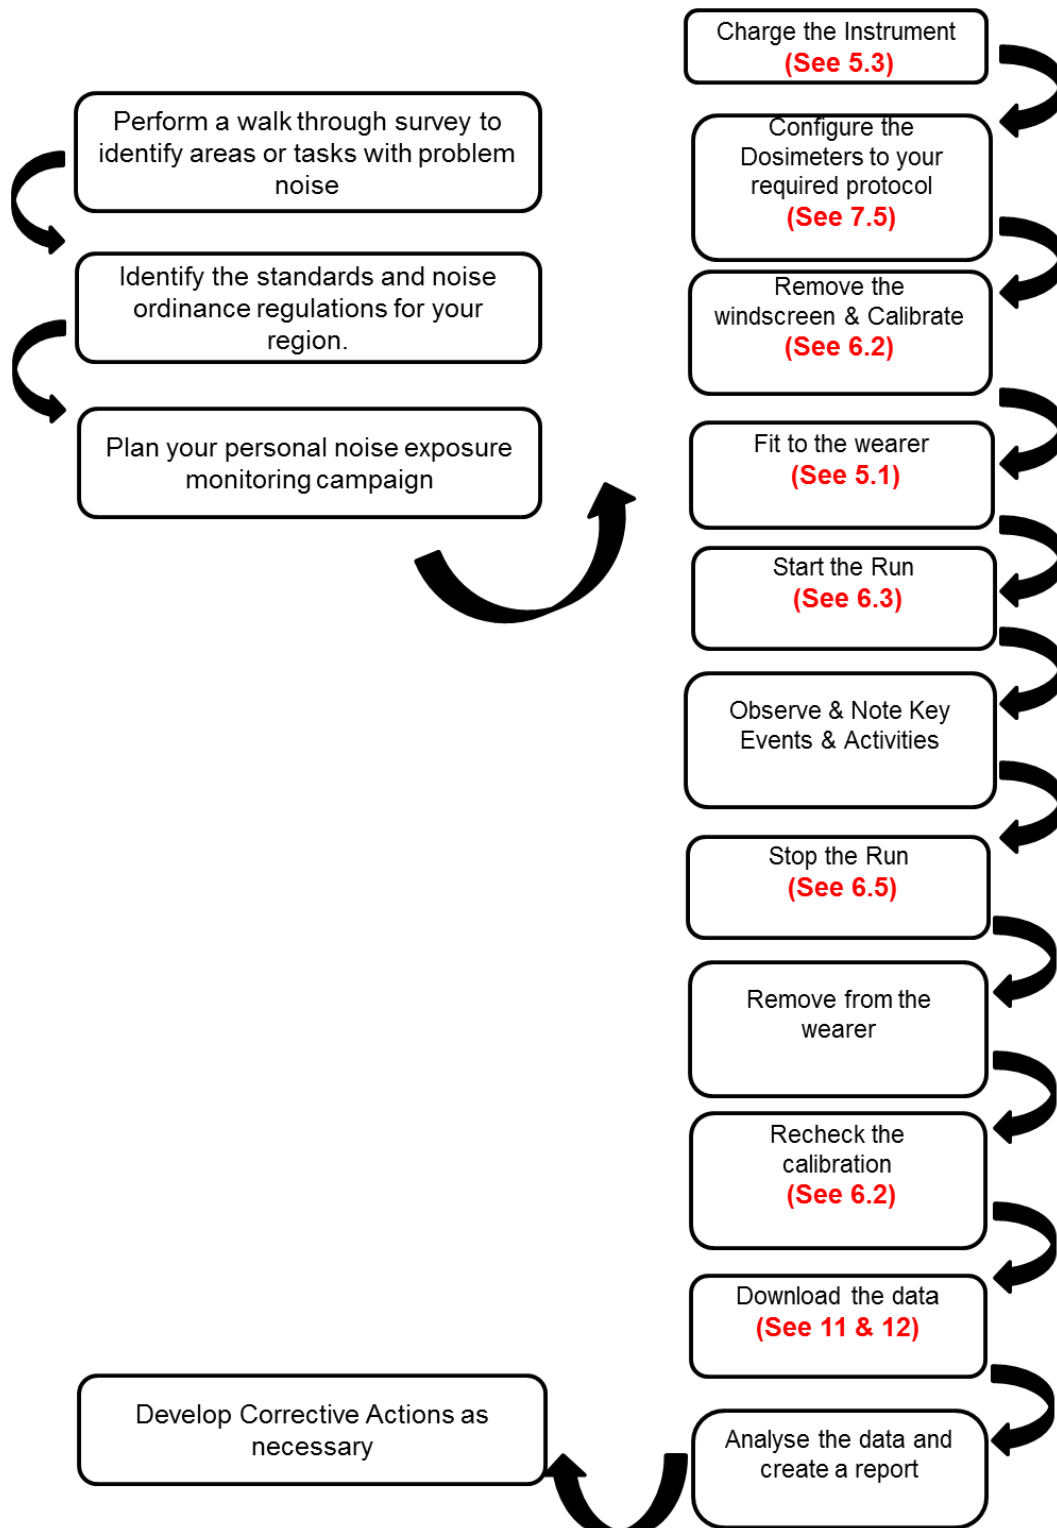 Perform a walk through survey to
identify areas or tasks with problem
noise
Identify the standards and noise
ordinance regulations for your
region.
Plan your personal noise exposure
monitoring campaign
Charge the Instrument
(See 5.3)
Configure the
Dosimeters to your
required protocol
(See 7.5)
Remove the
windscreen & Calibrate
(See 6.2)
Fit to the wearer
(See 5.1)
Start the Run
(See 6.3)
Observe & Note Key
Events & Activities
Stop the Run
(See 6.5)
Remove from the
wearer
Recheck the
calibration
(See 6.2)
Download the data
(See 11 & 12)
Analyse the data and
create a report
Develop Corrective Actions as
necessary